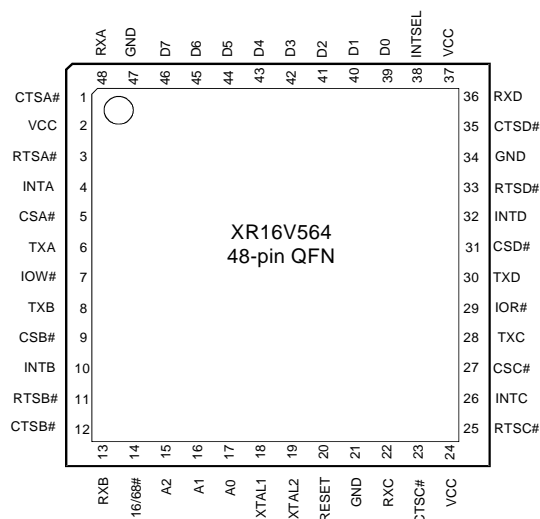 RXA
GND
D7
D6
D5
D4
D3
D2
D1
D0
INTSEL
VCC
48
47
46
45
44
43
42
41
40
39
38
37
CTSA# 1
VCC 2
RTSA# 3
INTA 4
CSA# 5
TXA 6
IOW# 7
TXB 8
CSB# 9
INTB 10
RTSB# 11
CTSB# 12
XR16V564
48-pin QFN
36 RXD
35 CTSD#
34 GND
33 RTSD#
32 INTD
31 CSD#
30 TXD
29 IOR#
28 TXC
27 CSC#
26 INTC
25 RTSC#
13
14
15
16
17
18
19
20
21
22
23
24
RXB
16/68#
A2
A1
A0
XTAL1
XTAL2
RESET
GND
RXC
CTSC#
VCC